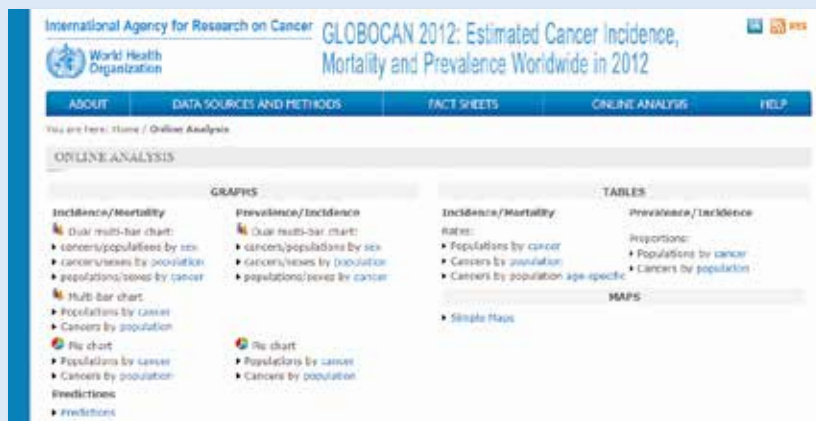 International Agency for Research on Cancer
World Health
Organization
GLOBOCAN 2012: Estimated Cancer Incidence,
Mortality and Prevalence Worldwide in 2012
RSS
ABOUT DATA SOURCES AND METHODS FACT SHEETS ONLINE ANALYSIS HELP
You are here: Home / Online Analysis
ONLINE ANALYSIS
GRAPHS
Incidence/Mortality
Dual multi-bar chart:
cancers/populations by sex
cancers/sexes by population
populations/sexes by cancer
Multi-bar chart
Populations by cancer
Cancers by population
Pie chart
Populations by cancer
Cancers by population
Predictions
Predictions
Prevalence/Incidence
Dual multi-bar chart:
cancers/populations by sex
cancers/sexes by population
populations/sexes by cancer
Pie chart
Populations by cancer
Cancers by population
TABLES
Incidence/Mortality
Rates:
Populations by cancer
Cancers by population
Cancers by population age-specific
Prevalence/Incidence
Proportions:
Populations by cancer
Cancers by population
MAPS
Simple Maps